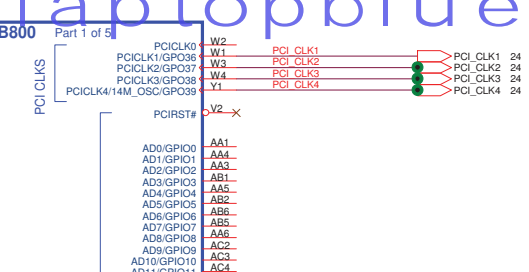 laptopblue
B800 Part 1 of 5
PCI CLKS
PCICLK0 W2
PCICLK1/GPO36 W1 PCI_CLK1 PCI_CLK1 24
PCICLK2/GPO37 W3 PCI_CLK2 PCI_CLK2 24
PCICLK3/GPO38 W4 PCI_CLK3 PCI_CLK3 24
PCICLK4/14M_OSC/GPO39 Y1 PCI_CLK4 PCI_CLK4 24
PCIRST# V2
AD0/GPIO0 AA1
AD1/GPIO1 AA4
AD2/GPIO2 AA3
AD3/GPIO3 AB1
AD4/GPIO4 AA5
AD5/GPIO5 AB2
AD6/GPIO6 AB6
AD7/GPIO7 AB5
AD8/GPIO8 AA6
AD9/GPIO9 AC2
AD10/GPIO10 AC3
AD11/GPIO11 AC4